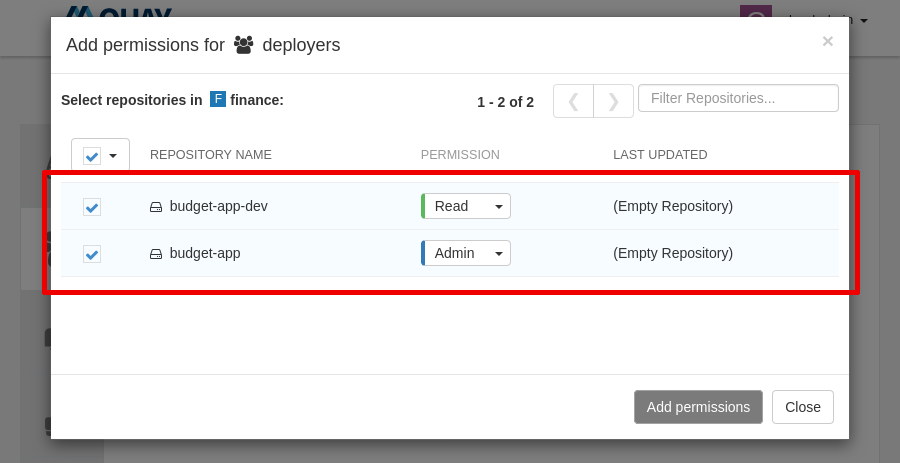 QUAY
Add permissions for deployers
×
Select repositories in F finance:
1 - 2 of 2
Filter Repositories...
REPOSITORY NAME PERMISSION LAST UPDATED
budget-app-dev Read (Empty Repository)
budget-app Admin (Empty Repository)
Add permissions Close